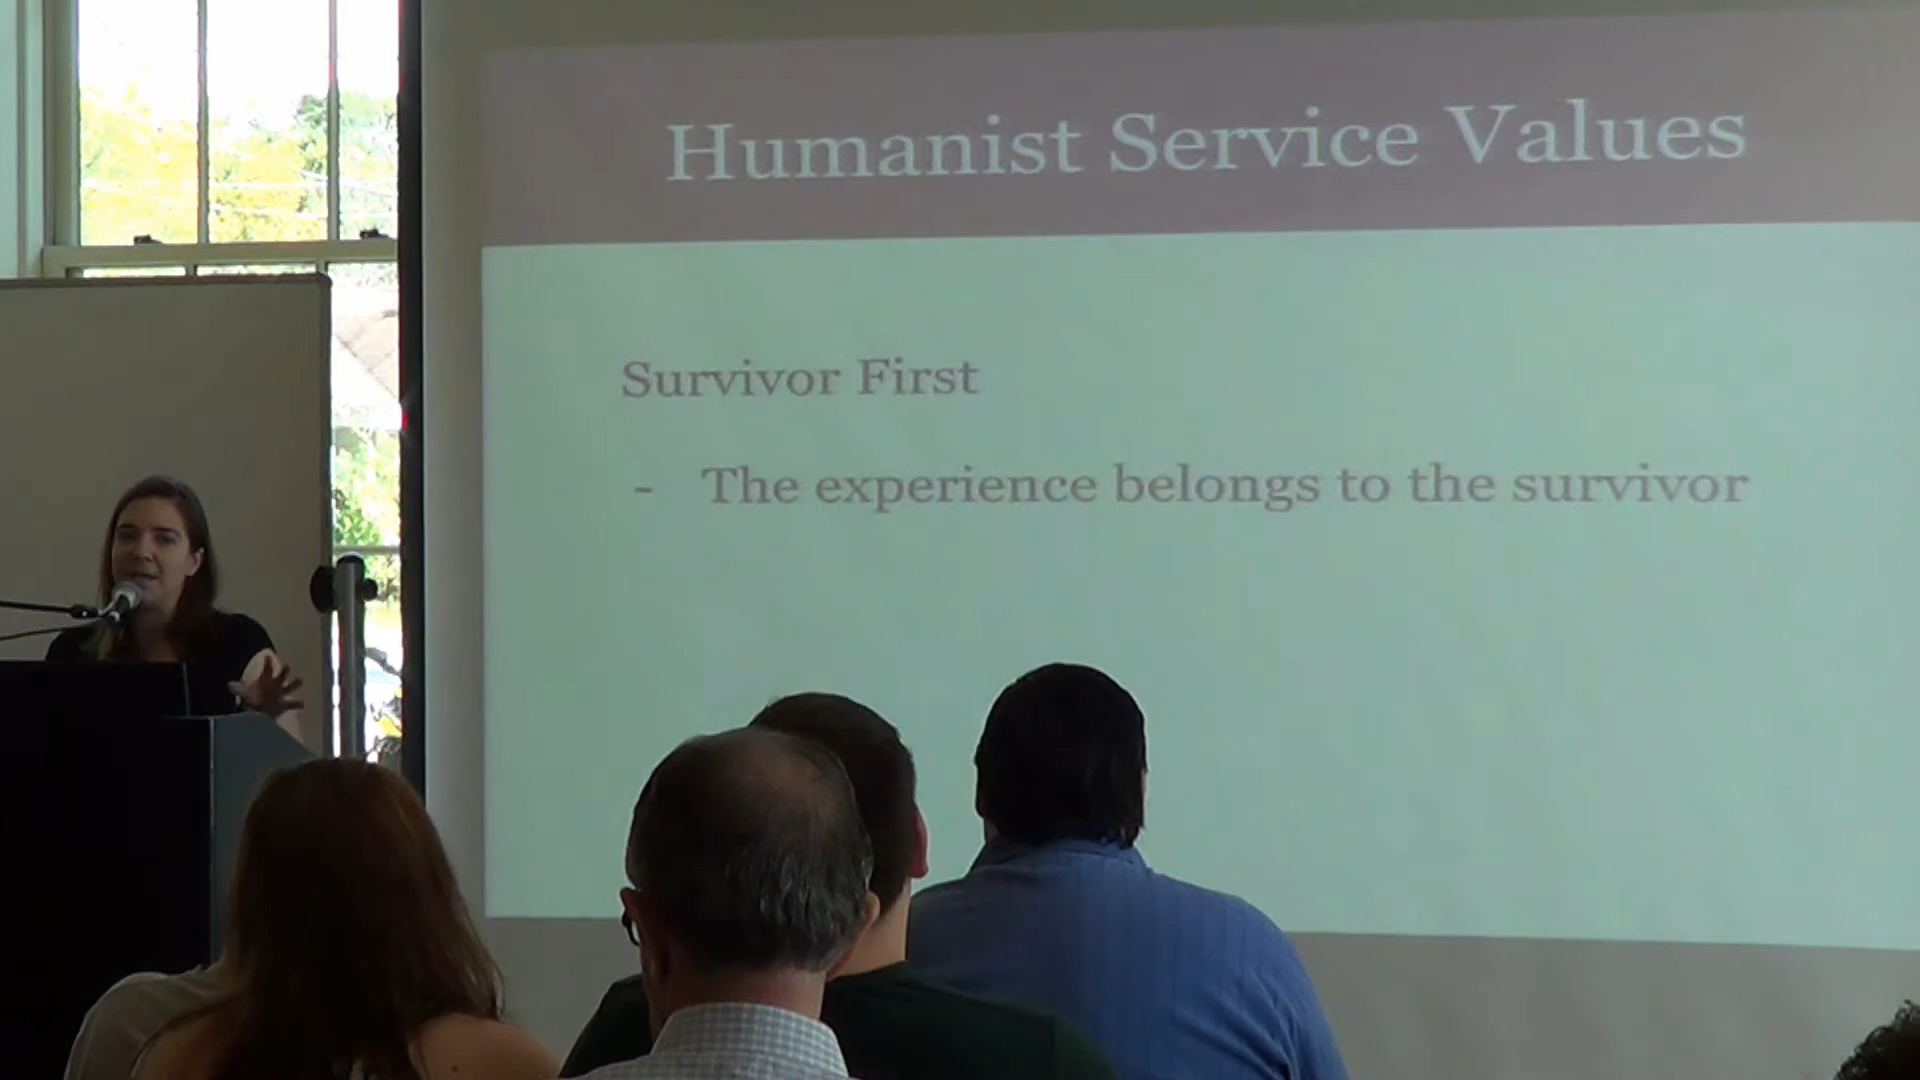 Humanist Service Values
Survivor First
- The experience belongs to the survivor